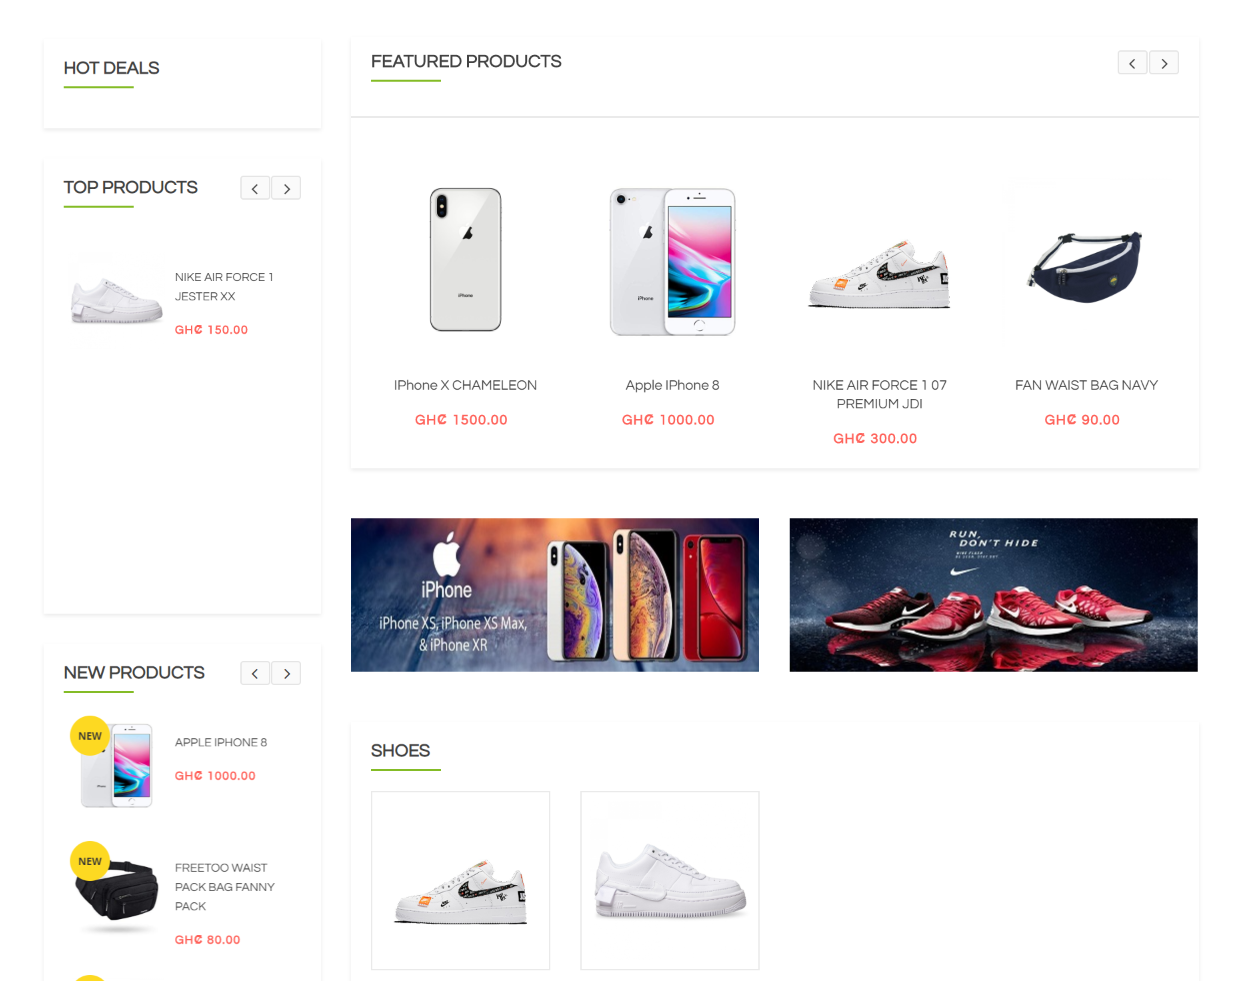 HOT DEALS
TOP PRODUCTS
NIKE AIR FORCE 1
JESTER XX
GH₵ 150.00
NEW PRODUCTS
NEW
APPLE IPHONE 8
GH₵ 1000.00
NEW
FREETOO WAIST
PACK BAG FANNY
PACK
GH₵ 80.00
FEATURED PRODUCTS
IPhone X CHAMELEON
GH₵ 1500.00
Apple IPhone 8
GH₵ 1000.00
NIKE AIR FORCE 1 07
PREMIUM JDI
GH₵ 300.00
FAN WAIST BAG NAVY
GH₵ 90.00
iPhone
iPhone XS, iPhone XS Max,
& iPhone XR
RUN,
DON'T HIDE
SHOES